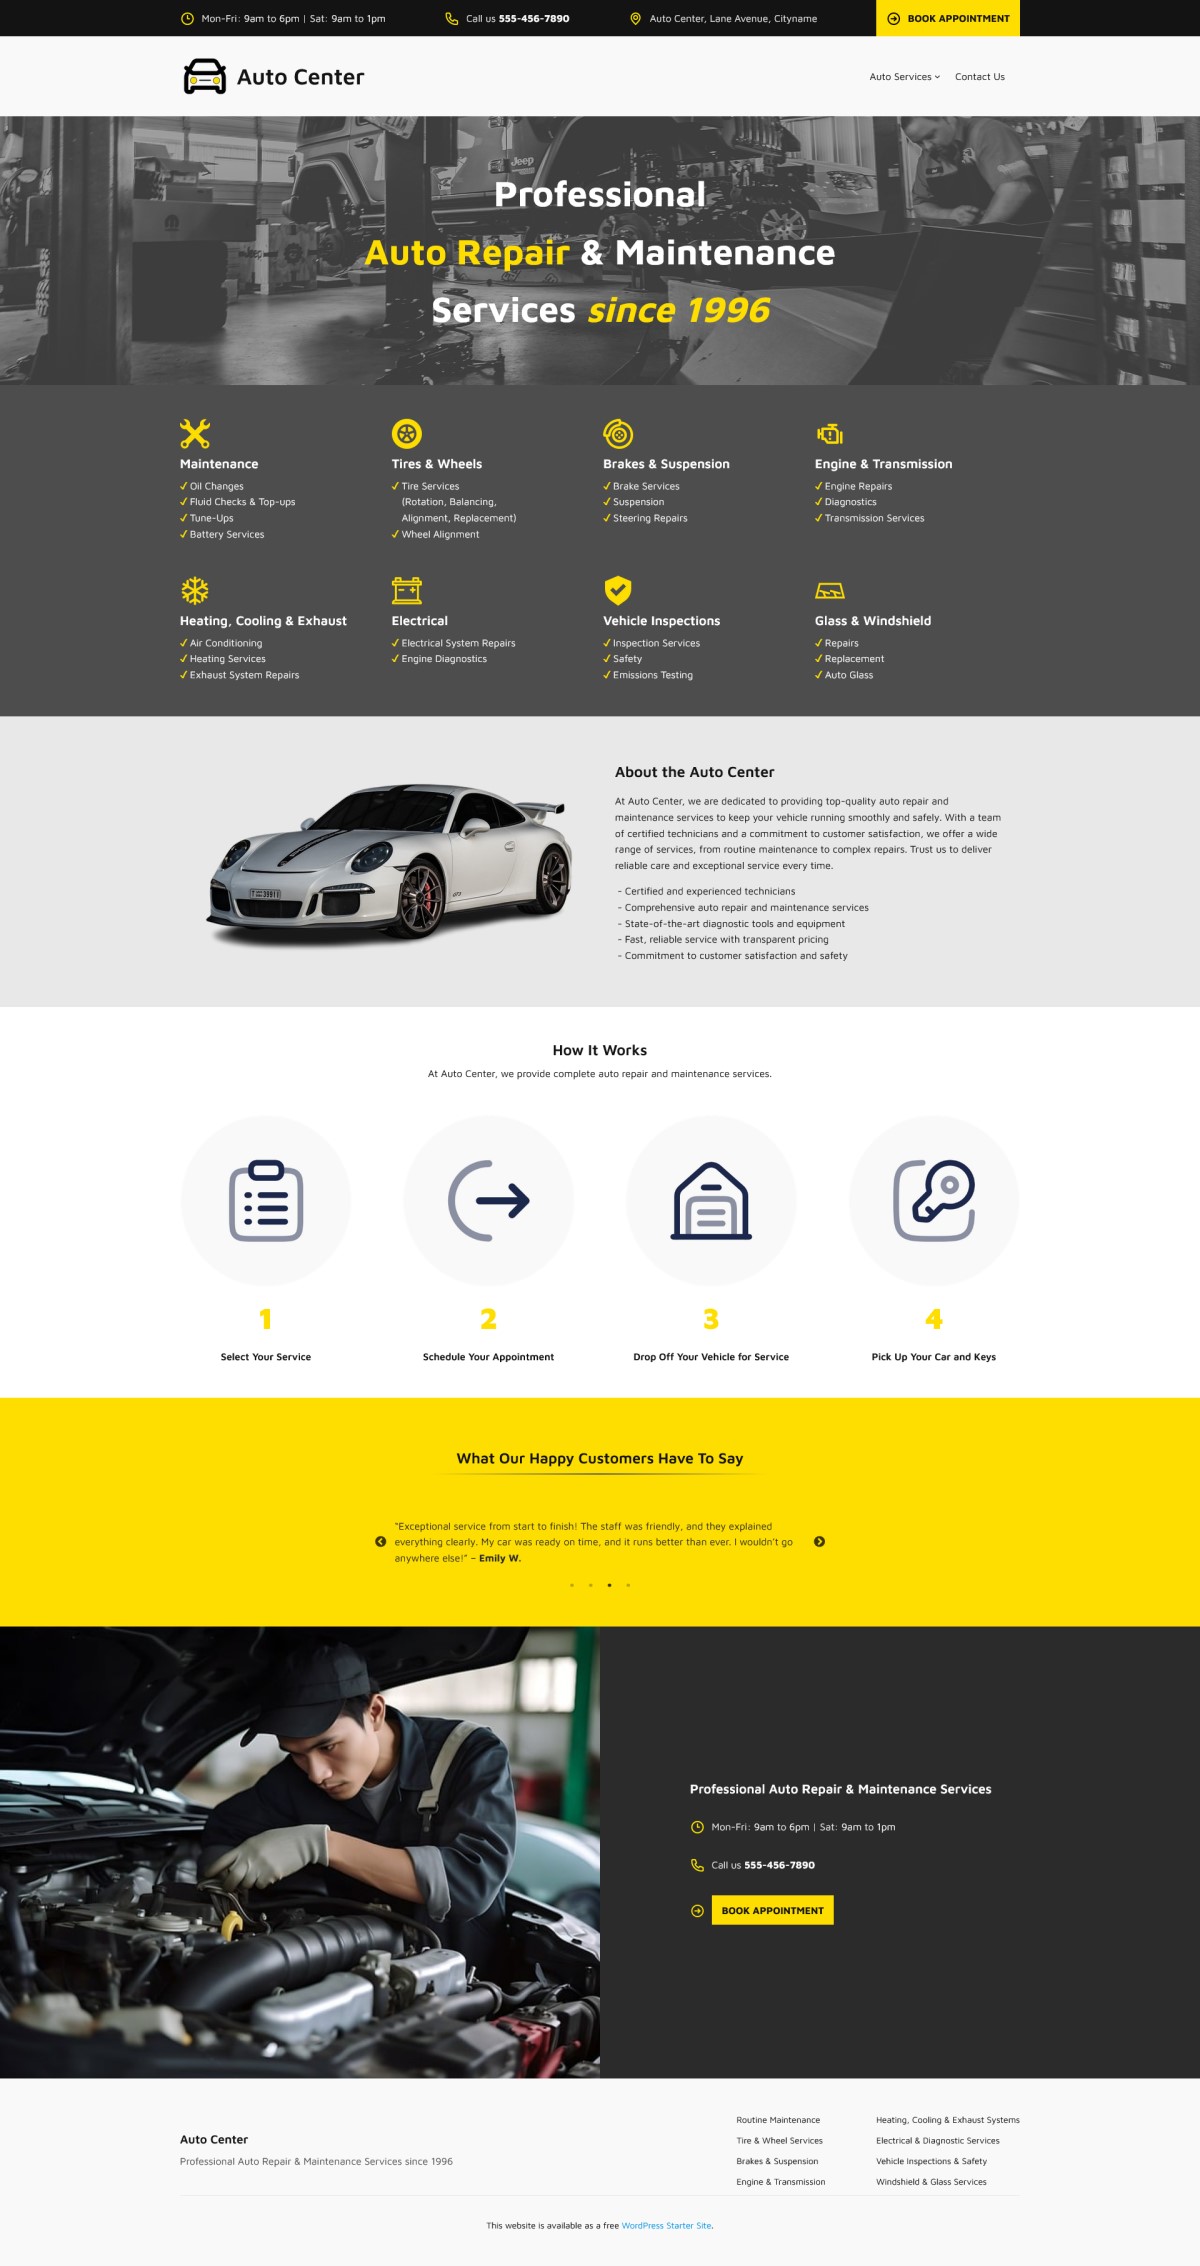 Mon-Fri: 9am to 6pm | Sat: 9am to 1pm
Call us 555-456-7890
Auto Center, Lane Avenue, Cityname
BOOK APPOINTMENT
Auto Center
Auto Services
Contact Us
Jeep
Professional
Auto Repair & Maintenance
Services since 1996
Maintenance
Oil Changes
Fluid Checks & Top-ups
Tune-Ups
Battery Services
Tires & Wheels
Tire Services
(Rotation, Balancing,
Alignment, Replacement)
Wheel Alignment
Brakes & Suspension
Brake Services
Suspension
Steering Repairs
Engine & Transmission
Engine Repairs
Diagnostics
Transmission Services
Heating, Cooling & Exhaust
Air Conditioning
Heating Services
Exhaust System Repairs
Electrical
Electrical System Repairs
Engine Diagnostics
Vehicle Inspections
Inspection Services
Safety
Emissions Testing
Glass & Windshield
Repairs
Replacement
Auto Glass
About the Auto Center
At Auto Center, we are dedicated to providing top-quality auto repair and
maintenance services to keep your vehicle running smoothly and safely. With a team
of certified technicians and a commitment to customer satisfaction, we offer a wide
range of services, from routine maintenance to complex repairs. Trust us to deliver
reliable care and exceptional service every time.
- Certified and experienced technicians
- Comprehensive auto repair and maintenance services
- State-of-the-art diagnostic tools and equipment
- Fast, reliable service with transparent pricing
- Commitment to customer satisfaction and safety
How It Works
At Auto Center, we provide complete auto repair and maintenance services.
1
Select Your Service
2
Schedule Your Appointment
3
Drop Off Your Vehicle for Service
4
Pick Up Your Car and Keys
What Our Happy Customers Have To Say
“Exceptional service from start to finish! The staff was friendly, and they explained
everything clearly. My car was ready on time, and it runs better than ever. I wouldn’t go
anywhere else!” – Emily W.
Professional Auto Repair & Maintenance Services
Mon-Fri: 9am to 6pm | Sat: 9am to 1pm
Call us 555-456-7890
BOOK APPOINTMENT
Auto Center
Professional Auto Repair & Maintenance Services since 1996
Routine Maintenance
Tire & Wheel Services
Brakes & Suspension
Engine & Transmission
Heating, Cooling & Exhaust Systems
Electrical & Diagnostic Services
Vehicle Inspections & Safety
Windshield & Glass Services
This website is available as a free WordPress Starter Site.